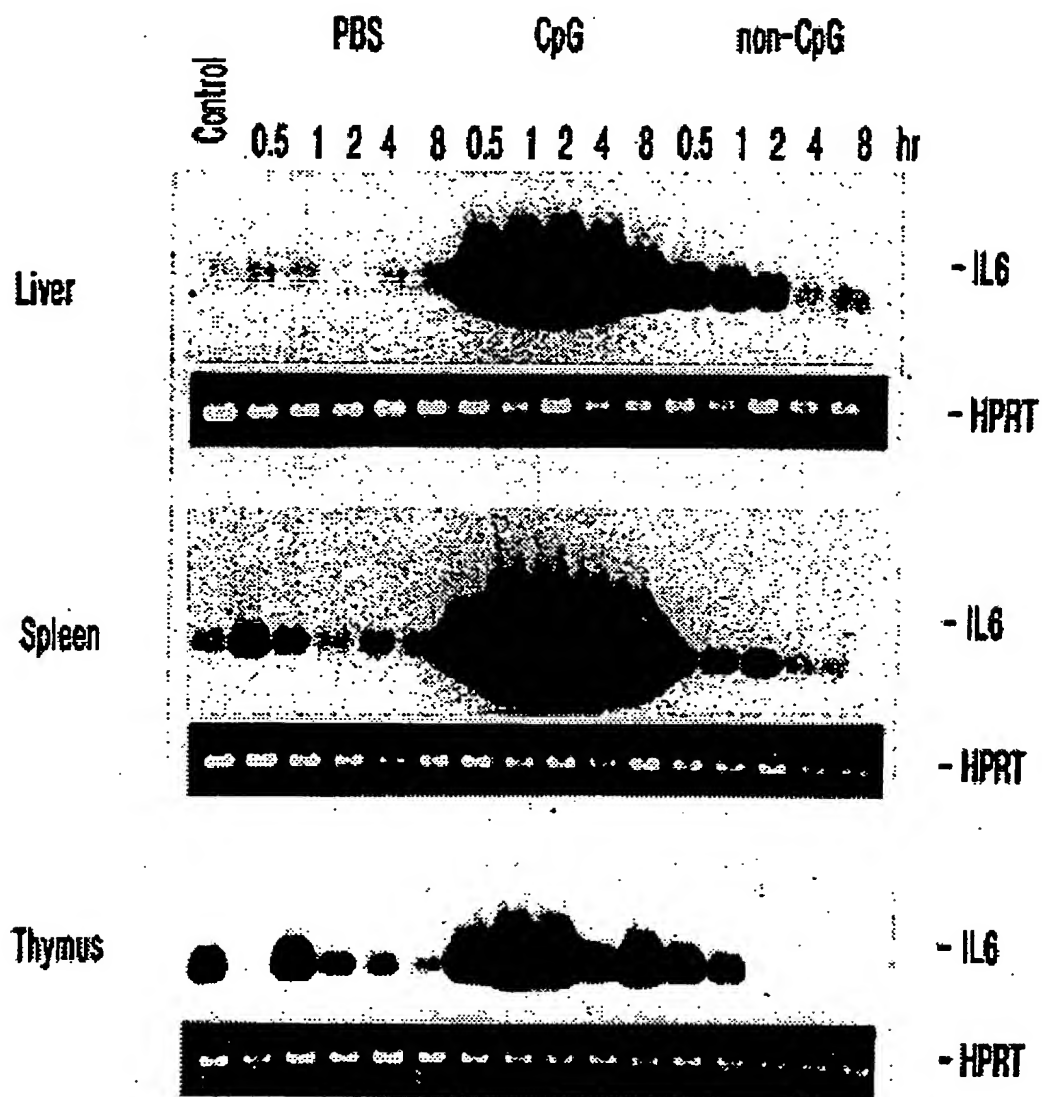 PBS CpG non-CpG
Control
0.5 1 2 4 8 0.5 1 2 4 8 0.5 1 2 4 8 hr
Liver
- IL6
- HPRT
Spleen
- IL6
- HPRT
Thymus
- IL6
- HPRT